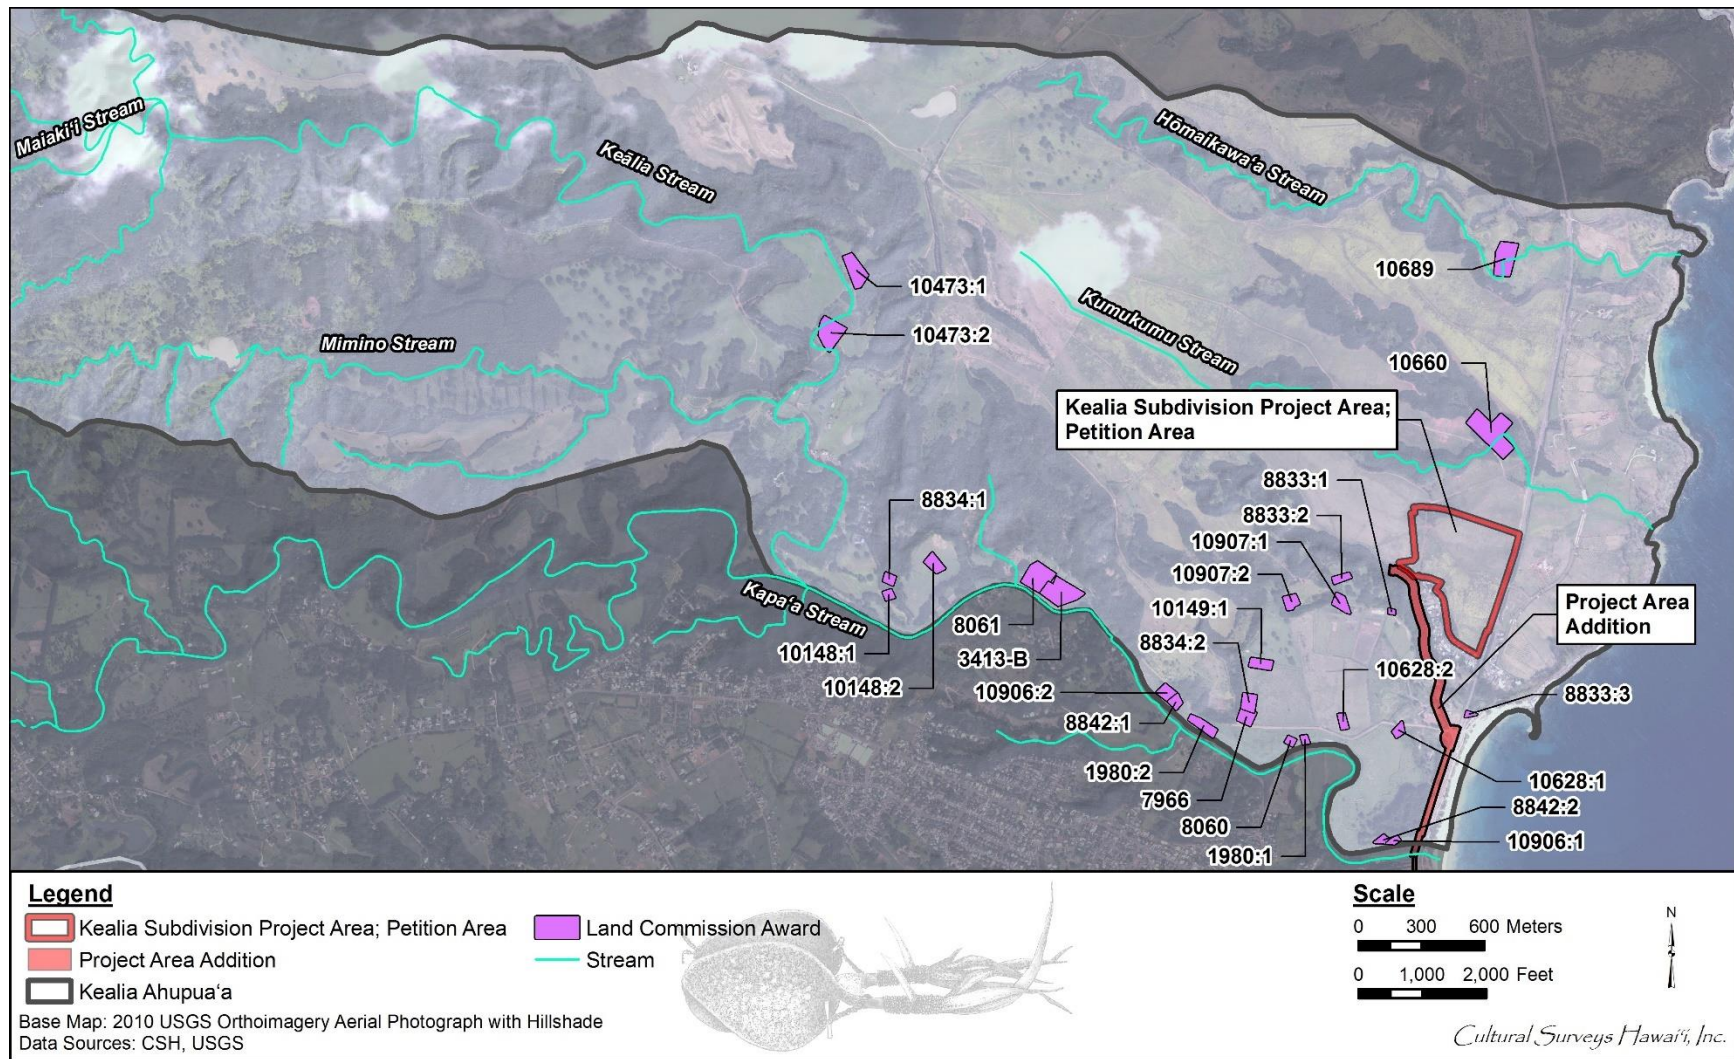 Maiaki‘i Stream
Keālia Stream
Hōmaikawa‘a Stream
10689
10473:1
Kumukumu Stream
10473:2
Mimino Stream
10660
Kealia Subdivision Project Area;
Petition Area
8833:1
8834:1
8833:2
10907:1
10907:2
Kapa‘a Stream
10149:1
Project Area
Addition
8061
8834:2
10148:1
3413-B
10628:2
10148:2
10906:2
8833:3
8842:1
1980:2
10628:1
7966
8842:2
8060
10906:1
1980:1
Legend
Kealia Subdivision Project Area; Petition Area
Land Commission Award
Project Area Addition
Stream
Kealia Ahupua‘a
Base Map: 2010 USGS Orthoimagery Aerial Photograph with Hillshade
Data Sources: CSH, USGS
Scale
0 300 600 Meters
0 1,000 2,000 Feet
N
Cultural Surveys Hawai‘i, Inc.